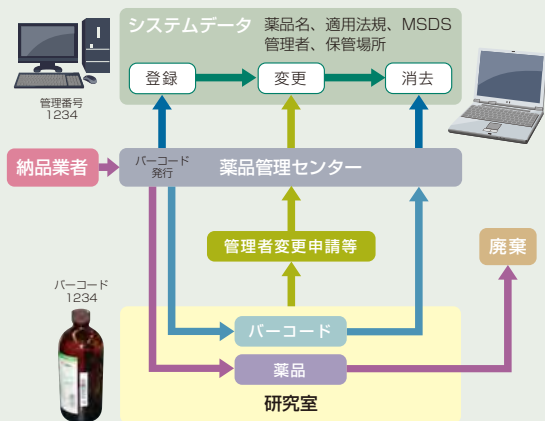 システムデータ 薬品名、適用法規、MSDS
管理者、保管場所
登録 変更 消去
管理番号
1234
納品業者
バーコード
発行
薬品管理センター
管理者変更申請等
廃棄
バーコード
1234
バーコード
薬品
研究室